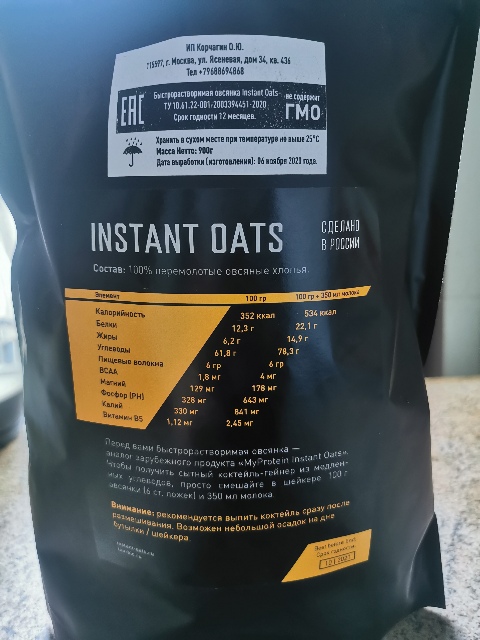 ИП Корчагин О.Ю.
115597, г. Москва, ул. Ясеневая, дом 34, кв. 436
Тел +79688694868
EAC
Быстрорастворимая овсянка Instant Oats
ТУ 10.61.22-001-2003394451-2020
Срок годности 12 месяцев.
не содержит
ГМО
Хранить в сухом месте при температуре не выше 25°C
Масса Нетто: 900г
Дата выработки (изготовления): 06 ноября 2020 года.
INSTANT OATS
СДЕЛАНО
В РОССИИ
Состав: 100% перемолотые овсяные хлопья.
Элемент 100 гр 100 гр + 350 мл молока
Калорийность 352 ккал 534 ккал
Белки 12,3 г 22,1 г
Жиры 6,2 г 14,9 г
Углеводы 61,8 г 78,3 г
Пищевые волокна 6 гр 6 гр
BCAA 1,8 мг 4 мг
Магний 129 мг 178 мг
Фосфор (PH) 328 мг 643 мг
Калий 330 мг 841 мг
Витамин B5 1,12 мг 2,45 мг
Перед вами быстрорастворимая овсянка —
аналог зарубежного продукта «MyProtein Instant Oats».
Чтобы получить сытный коктейль-гейнер из медлен-
ных углеводов, просто смешайте в шейкере 100 г
овсянки (6 ст. ложек) и 350 мл молока.
Внимание: рекомендуется выпить коктейль сразу после
размешивания. Возможен небольшой осадок на дне
бутылки / шейкера.
Best before end
Срок годности: